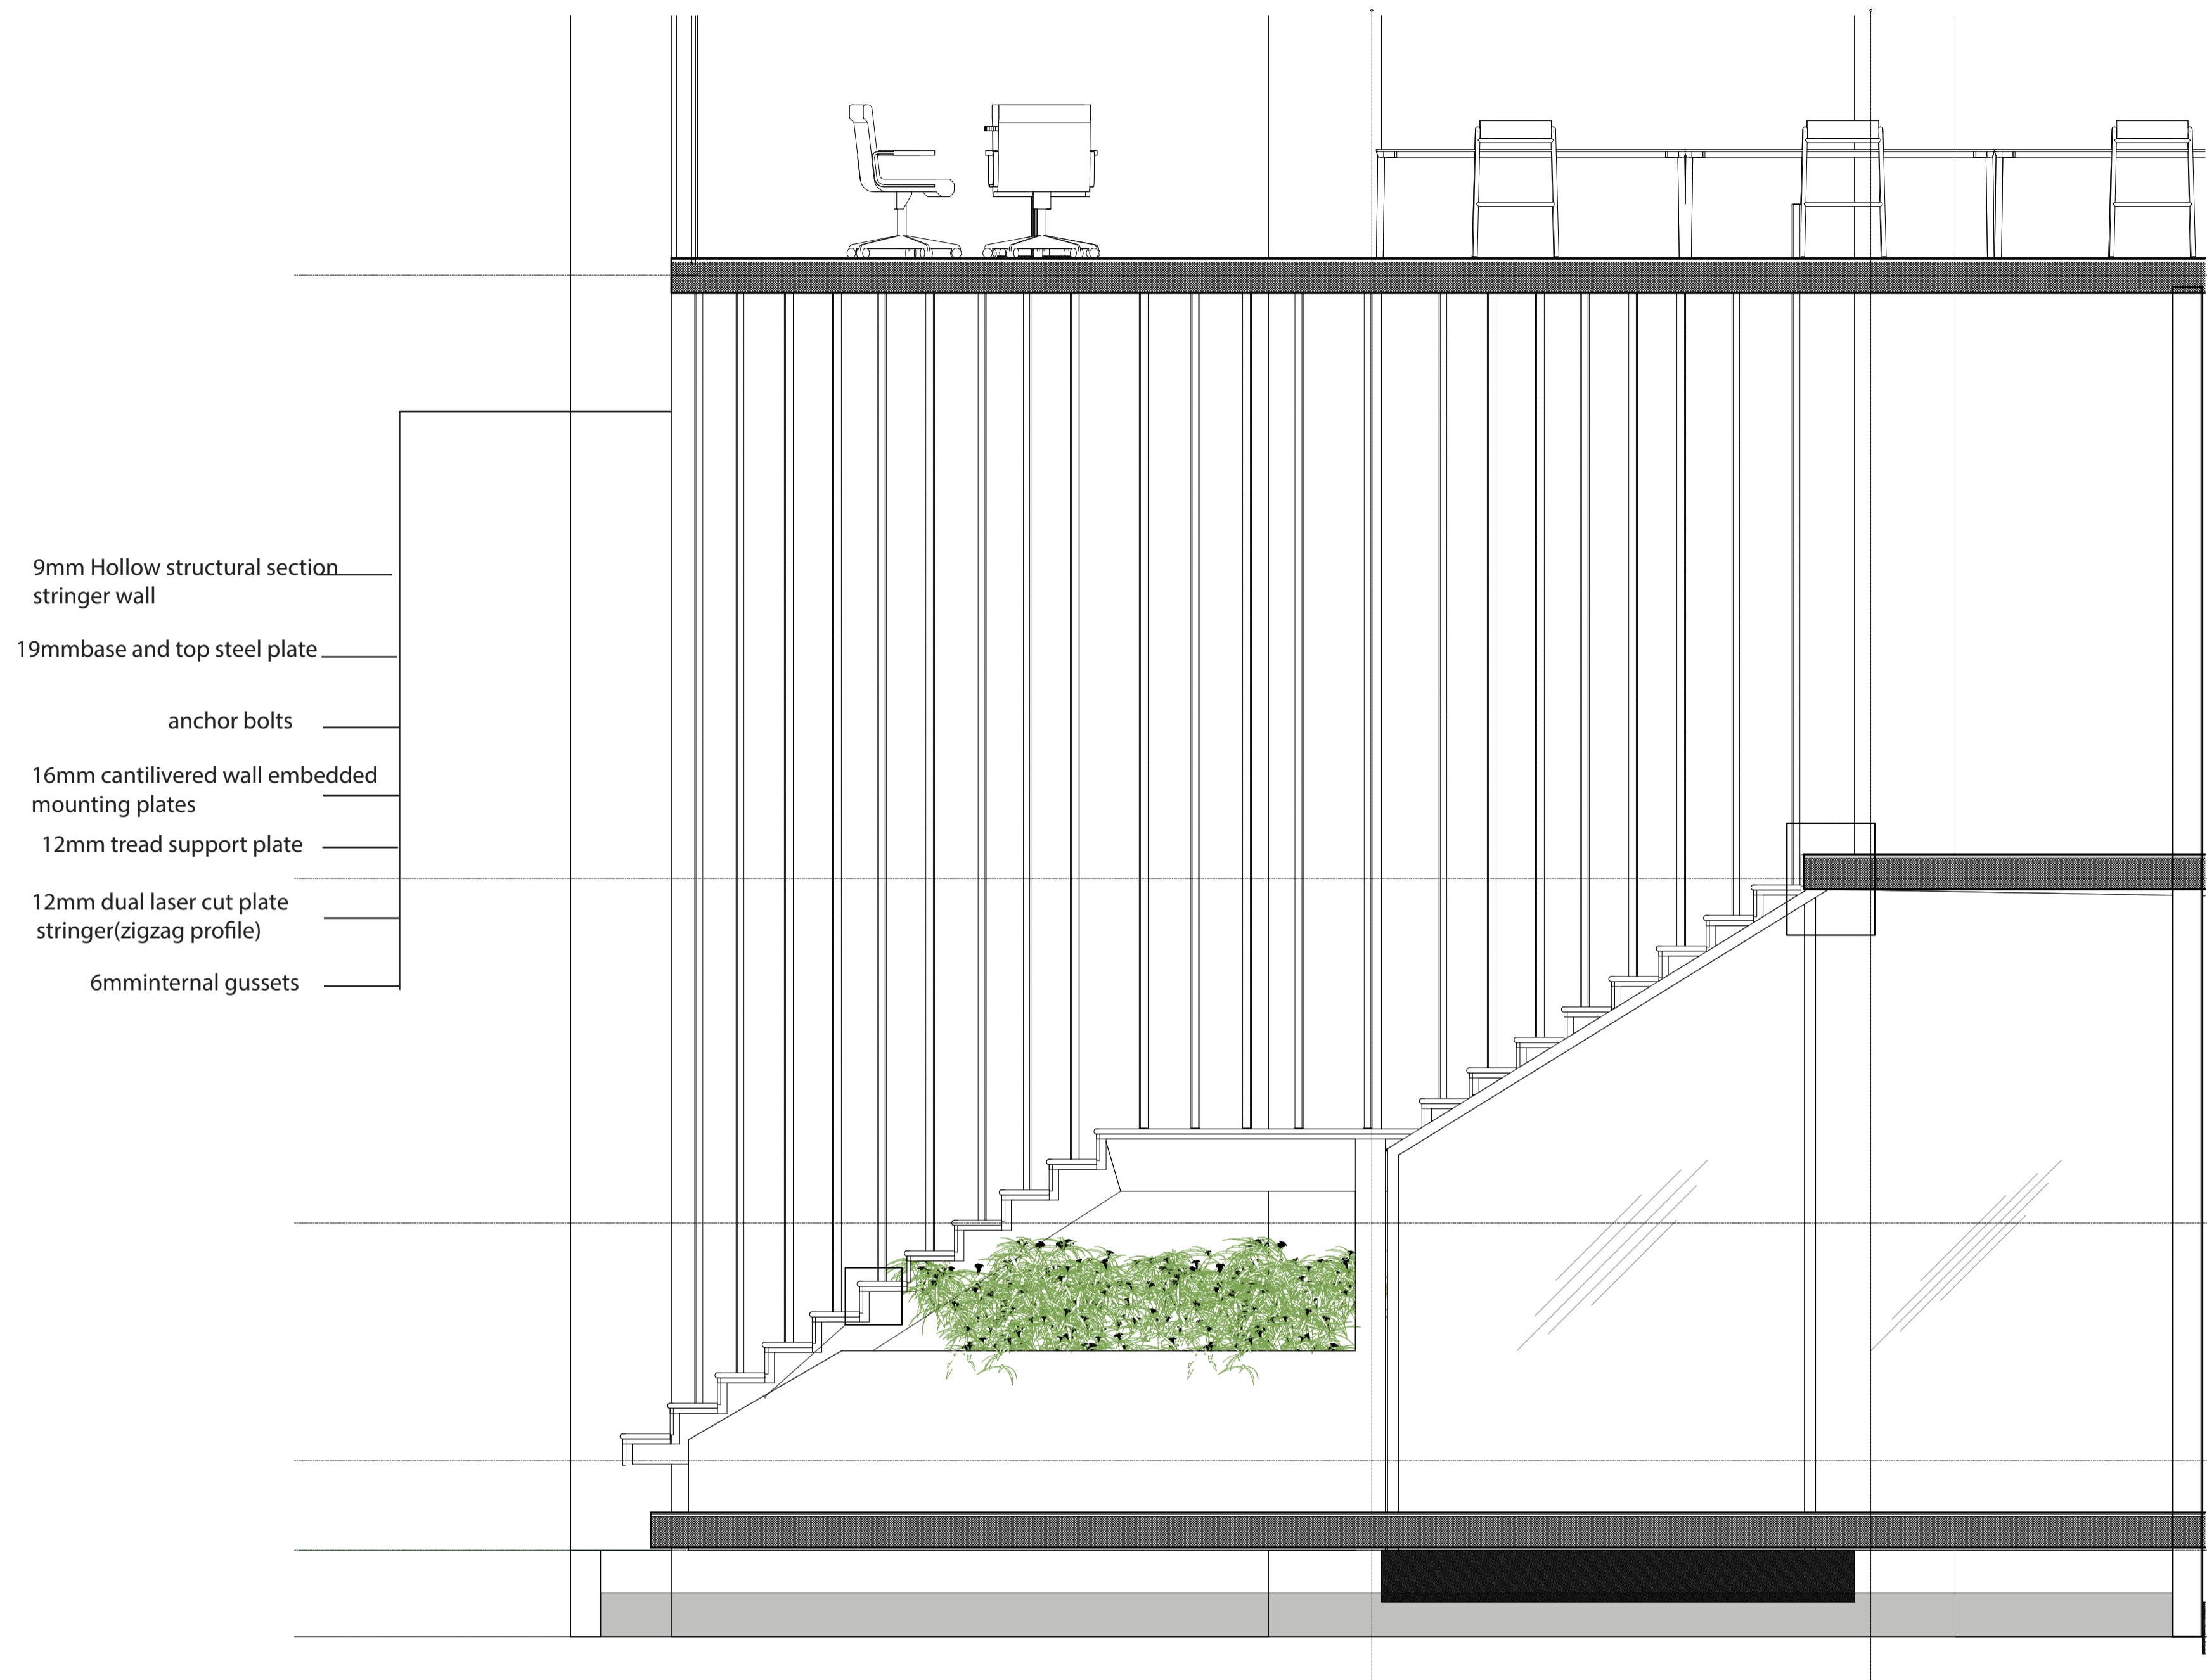 9mm Hollow structural section
stringer wall
19mmbase and top steel plate
anchor bolts
16mm cantilivered wall embedded
mounting plates
12mm tread support plate
12mm dual laser cut plate
stringer(zigzag profile)
6mminternal gussets